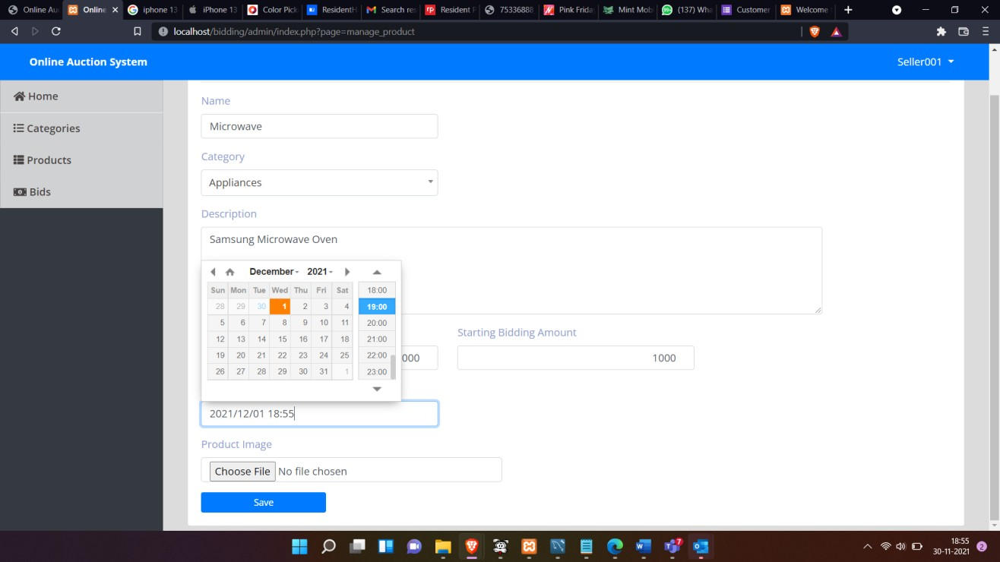 Online Au
Online
iphone 13
iPhone 13
Color Pick
ResidentH
Search res
Resident P
75336888
Pink Frida
Mint Mob
(137) Wha
Customer
Welcome
localhost/bidding/admin/index.php?page=manage_product
Online Auction System
Seller001
Home
Categories
Products
Bids
Name
Microwave
Category
Appliances
Description
Samsung Microwave Oven
December 2021
Sun Mon Tue Wed Thu Fri Sat
28 29 30 1 2 3 4
5 6 7 8 9 10 11
12 13 14 15 16 17 18
19 20 21 22 23 24 25
26 27 28 29 30 31 1
18:00
19:00
20:00
21:00
22:00
23:00
Starting Bidding Amount
000
1000
2021/12/01 18:55
Product Image
Choose File No file chosen
Save
7
18:55
30-11-2021
2